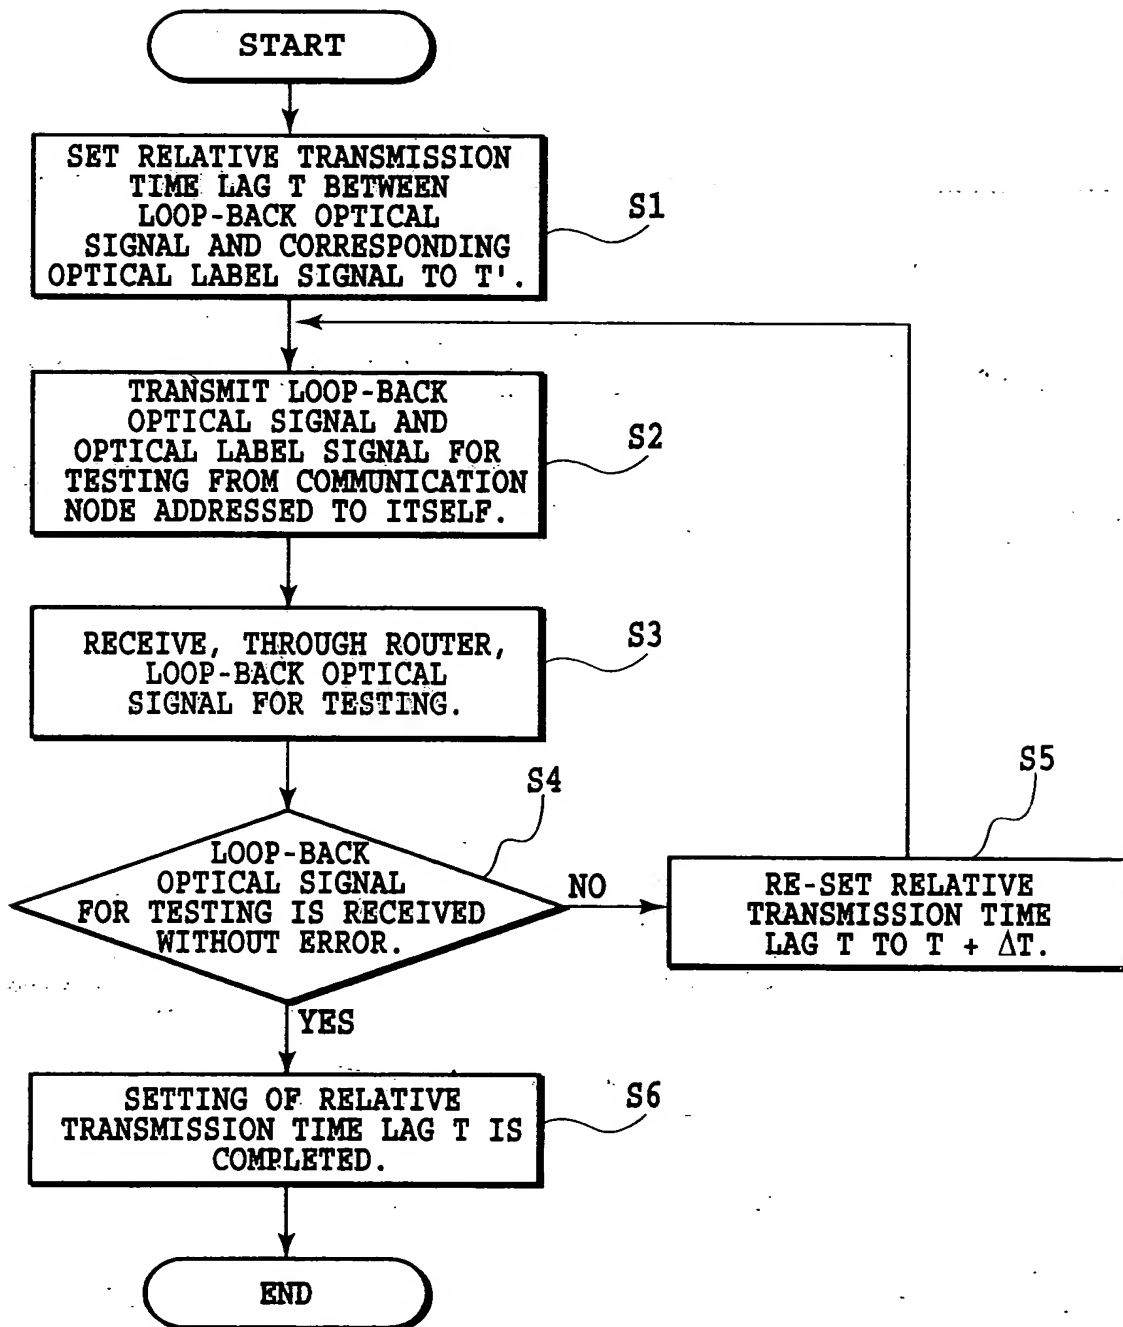 START
SET RELATIVE TRANSMISSION
TIME LAG T BETWEEN
LOOP-BACK OPTICAL
SIGNAL AND CORRESPONDING
OPTICAL LABEL SIGNAL TO T'.
S1
TRANSMIT LOOP-BACK
OPTICAL SIGNAL AND
OPTICAL LABEL SIGNAL FOR
TESTING FROM COMMUNICATION
NODE ADDRESSED TO ITSELF.
S2
RECEIVE, THROUGH ROUTER,
LOOP-BACK OPTICAL
SIGNAL FOR TESTING.
S3
S4
LOOP-BACK
OPTICAL SIGNAL
FOR TESTING IS RECEIVED
WITHOUT ERROR.
NO
S5
RE-SET RELATIVE
TRANSMISSION TIME
LAG T TO T + ΔT.
YES
SETTING OF RELATIVE
TRANSMISSION TIME LAG T IS
COMPLETED.
S6
END